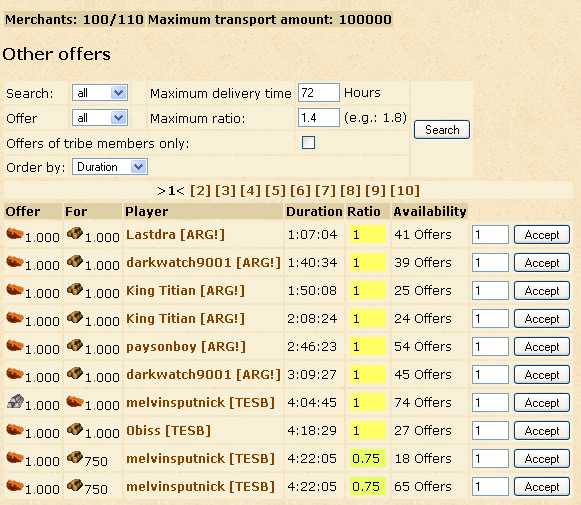 Merchants: 100/110 Maximum transport amount: 100000
Other offers
Search: all Maximum delivery time 72 Hours
Offer all Maximum ratio: 1.4 (e.g.: 1.8) Search
Offers of tribe members only:
Order by: Duration
>1< [2] [3] [4] [5] [6] [7] [8] [9] [10]
Offer For Player Duration Ratio Availability
1.000 1.000 Lastdra [ARG!] 1:07:04 1 41 Offers 1 Accept
1.000 1.000 darkwatch9001 [ARG!] 1:40:34 1 39 Offers 1 Accept
1.000 1.000 King Titian [ARG!] 1:50:08 1 25 Offers 1 Accept
1.000 1.000 King Titian [ARG!] 2:08:24 1 24 Offers 1 Accept
1.000 1.000 paysonboy [ARG!] 2:46:23 1 54 Offers 1 Accept
1.000 1.000 darkwatch9001 [ARG!] 3:09:27 1 45 Offers 1 Accept
1.000 1.000 melvinsputnick [TESB] 4:04:45 1 74 Offers 1 Accept
1.000 1.000 0biss [TESB] 4:18:29 1 27 Offers 1 Accept
1.000 750 melvinsputnick [TESB] 4:22:05 0.75 18 Offers 1 Accept
1.000 750 melvinsputnick [TESB] 4:22:05 0.75 65 Offers 1 Accept